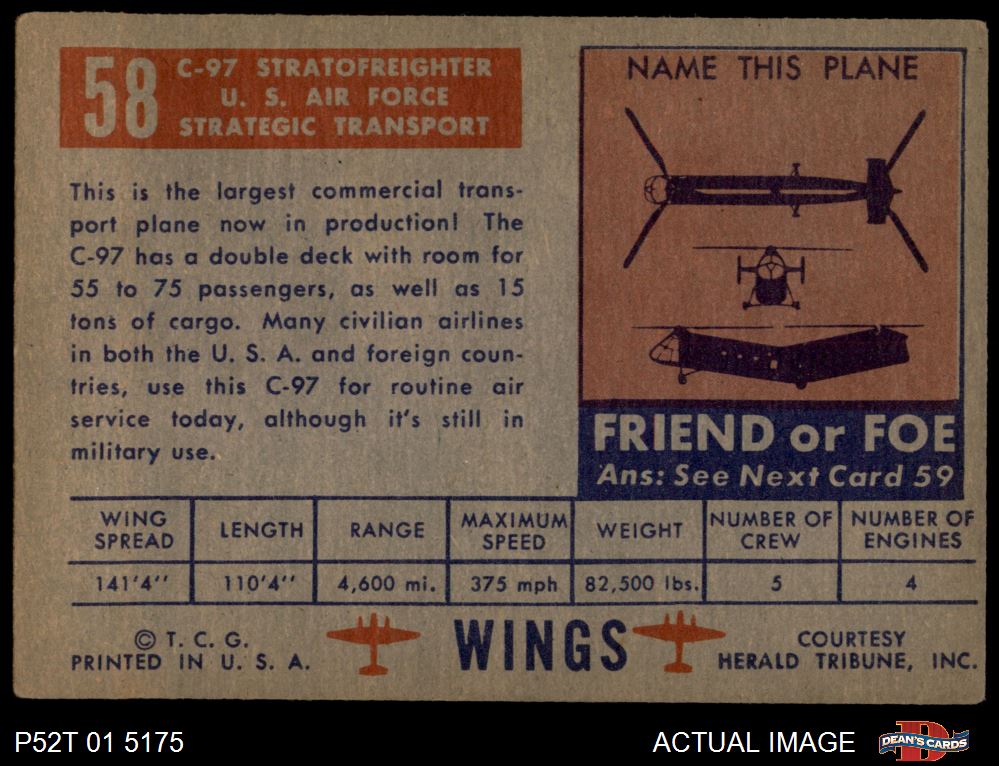 58
C-97 STRATOFREIGHTER
U. S. AIR FORCE
STRATEGIC TRANSPORT
This is the largest commercial trans-
port plane now in production! The
C-97 has a double deck with room for
55 to 75 passengers, as well as 15
tons of cargo. Many civilian airlines
in both the U. S. A. and foreign coun-
tries, use this C-97 for routine air
service today, although it's still in
military use.
NAME THIS PLANE
FRIEND or FOE
Ans: See Next Card 59
WING SPREAD LENGTH RANGE MAXIMUM SPEED WEIGHT NUMBER OF CREW NUMBER OF ENGINES
141'4'' 110'4'' 4,600 mi. 375 mph 82,500 lbs. 5 4
© T. C. G.
PRINTED IN U. S. A.
WINGS
COURTESY
HERALD TRIBUNE, INC.
P52T 01 5175
ACTUAL IMAGE
D
DEAN'S CARDS